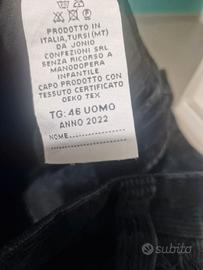 PRODOTTO IN
ITALIA,TURSI(MT)
DA JONIO
CONFEZIONI SRL
SENZA RICORSO A
MANODOPERA
INFANTILE
CAPO PRODOTTO CON
TESSUTO CERTIFICATO
OEKO TEX
TG: 46 UOMO
ANNO 2022
NOME
subito